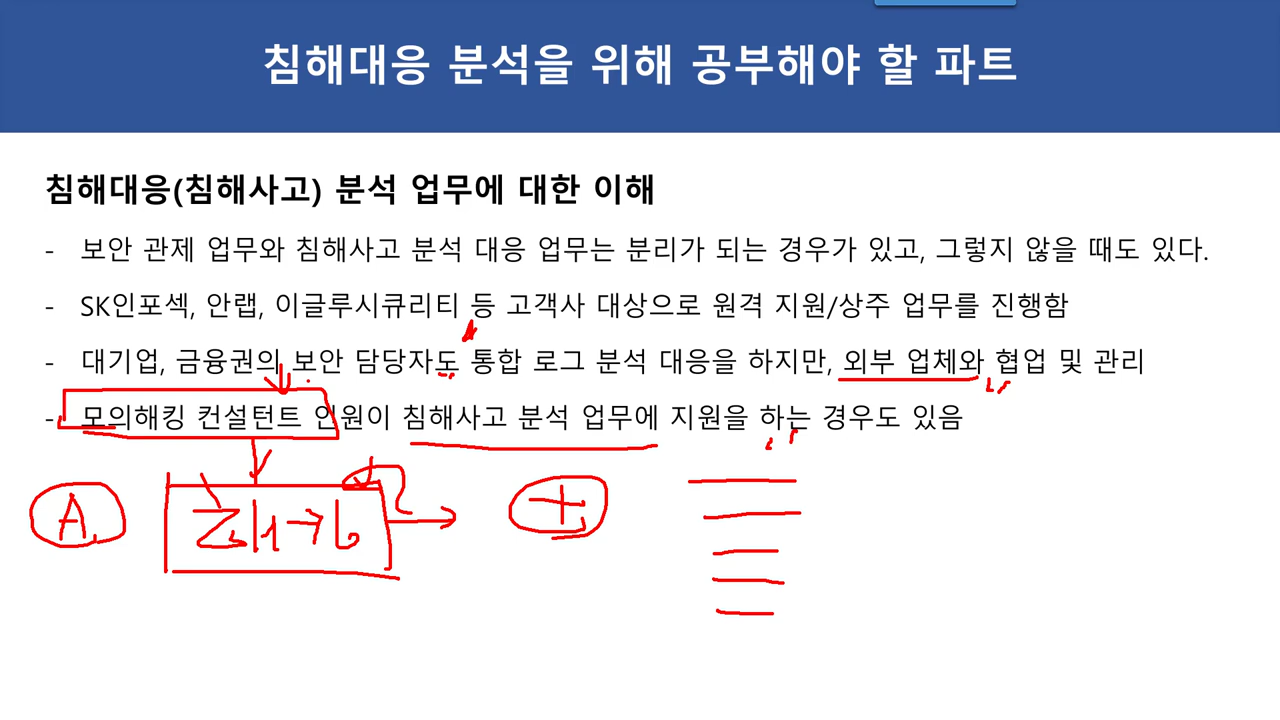 침해대응 분석을 위해 공부해야 할 파트
침해대응(침해사고) 분석 업무에 대한 이해
- 보안 관제 업무와 침해사고 분석 대응 업무는 분리가 되는 경우가 있고, 그렇지 않을 때도 있다.
- SK인포섹, 안랩, 이글루시큐리티 등 고객사 대상으로 원격 지원/상주 업무를 진행함
- 대기업, 금융권의 보안 담당자도 통합 로그 분석 대응을 하지만, 외부 업체와 협업 및 관리
- 모의해킹 컨설턴트 인원이 침해사고 분석 업무에 지원을 하는 경우도 있음
A